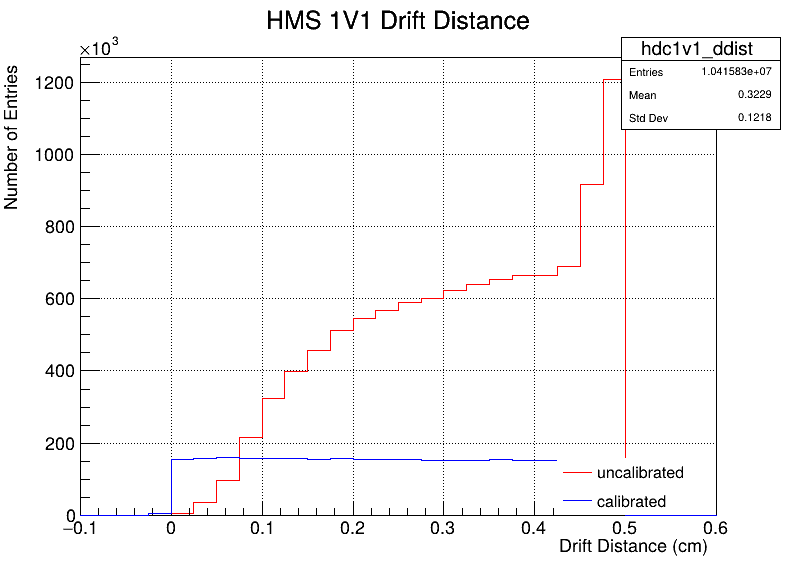 HMS 1V1 Drift Distance
×10³
hdc1v1_ddist
Entries 1.041583e+07
Mean 0.3229
Std Dev 0.1218
Number of Entries
1200
1000
800
600
400
200
0
uncalibrated
calibrated
−0.1 0 0.1 0.2 0.3 0.4 0.5 0.6
Drift Distance (cm)